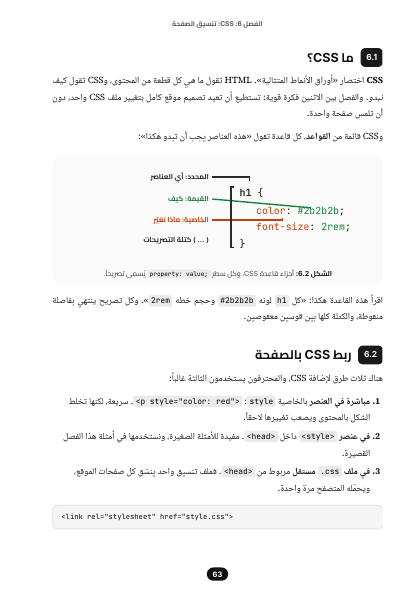 الفصل 6: CSS: تنسيق الصفحة
6.1 ما CSS؟
CSS اختصار «أوراق الأنماط المتتالية». HTML تقول ما هي كل قطعة من المحتوى، وCSS تقول كيف
تبدو. والفصل بين الاثنين فكرة قوية: تستطيع أن تعيد تصميم موقع كامل بتغيير ملف CSS واحد، دون
أن تلمس صفحة واحدة.
وCSS قائمة من القواعد، كل قاعدة تقول «هذه العناصر يجب أن تبدو هكذا»:
المحدد: أي العناصر
h1 {
القيمة: كيف
color: #2b2b2b;
الخاصية: ماذا نغيّر
font-size: 2rem;
{ ... } كتلة التصريحات
}
الشكل 6.2: أجزاء قاعدة CSS، وكل سطر property: value; يُسمى تصريحاً.
اقرأ هذه القاعدة هكذا: «كل h1 لونه #2b2b2b وحجم خطه 2rem». وكل تصريح ينتهي بفاصلة
منقوطة، والكتلة كلها بين قوسين معقوصين.
6.2 ربط CSS بالصفحة
هناك ثلاث طرق لإضافة CSS، والمحترفون يستخدمون الثالثة غالباً:
1. مباشرة في العنصر بالخاصية style: <p style="color: red">. سريعة، لكنها تخلط
الشكل بالمحتوى ويصعب تغييرها لاحقاً.
2. في عنصر <style> داخل <head>. مفيدة للأمثلة الصغيرة، ونستخدمها في أمثلة هذا الفصل
القصيرة.
3. في ملف .css مستقل مربوط من <head>. فملف تنسيق واحد ينسّق كل صفحات الموقع،
ويحمّله المتصفح مرة واحدة.
<link rel="stylesheet" href="style.css">
63